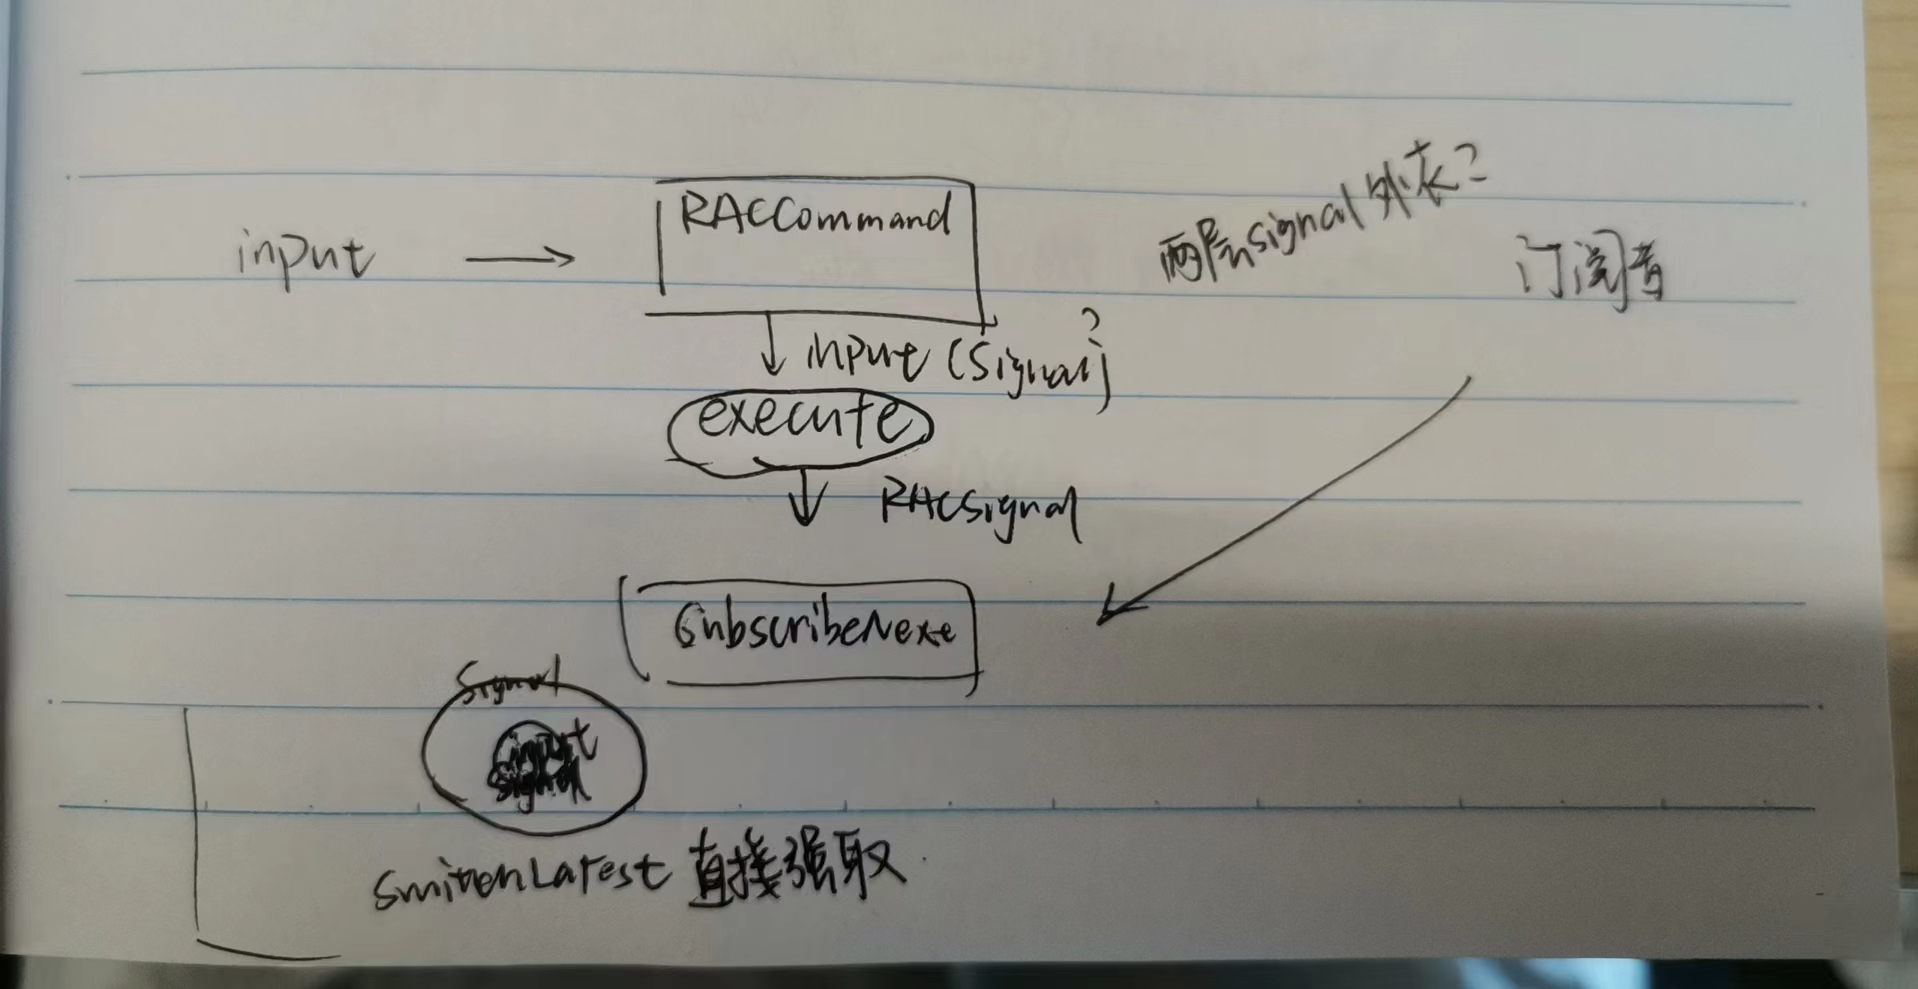 RACCommand
input
两层signal外衣?
订阅者
input (Signal)?
execute
RACSignal
SubscribeNext
Signal
input
signal
SwitchLatest 直接强取.